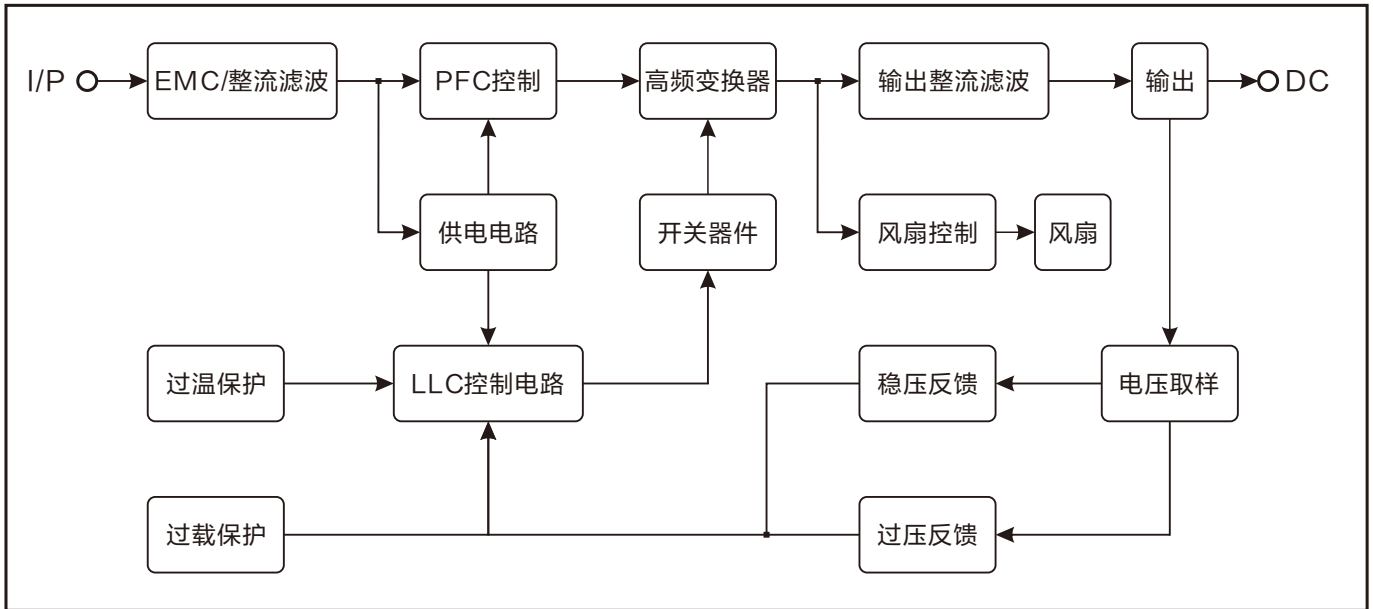 I/P
EMC/整流滤波
PFC控制
高频变换器
输出整流滤波
输出
DC
供电电路
开关器件
风扇控制
风扇
过温保护
LLC控制电路
稳压反馈
电压取样
过载保护
过压反馈